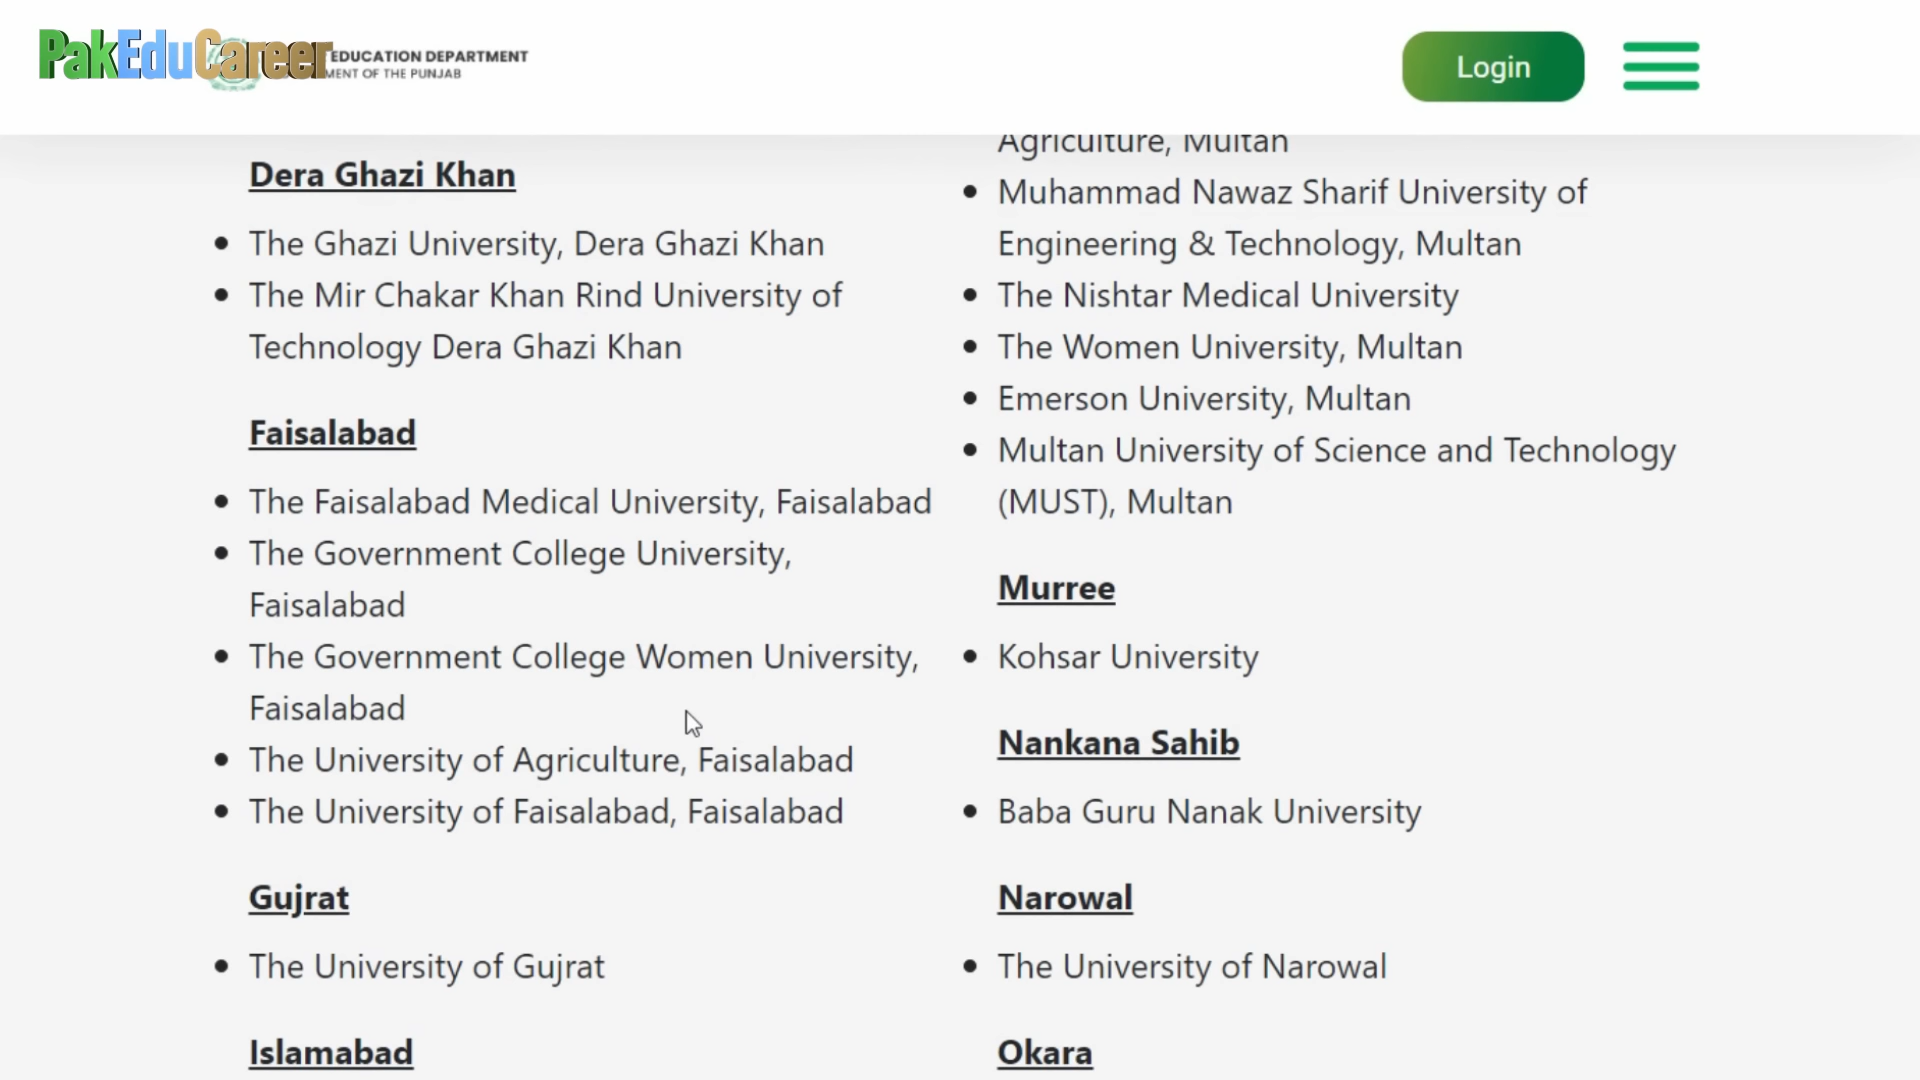 PakEduCareer
EDUCATION DEPARTMENT
MENT OF THE PUNJAB
Login
Dera Ghazi Khan
The Ghazi University, Dera Ghazi Khan
The Mir Chakar Khan Rind University of
Technology Dera Ghazi Khan
Faisalabad
The Faisalabad Medical University, Faisalabad
The Government College University,
Faisalabad
The Government College Women University,
Faisalabad
The University of Agriculture, Faisalabad
The University of Faisalabad, Faisalabad
Gujrat
The University of Gujrat
Islamabad
Agriculture, Multan
Muhammad Nawaz Sharif University of
Engineering & Technology, Multan
The Nishtar Medical University
The Women University, Multan
Emerson University, Multan
Multan University of Science and Technology
(MUST), Multan
Murree
Kohsar University
Nankana Sahib
Baba Guru Nanak University
Narowal
The University of Narowal
Okara